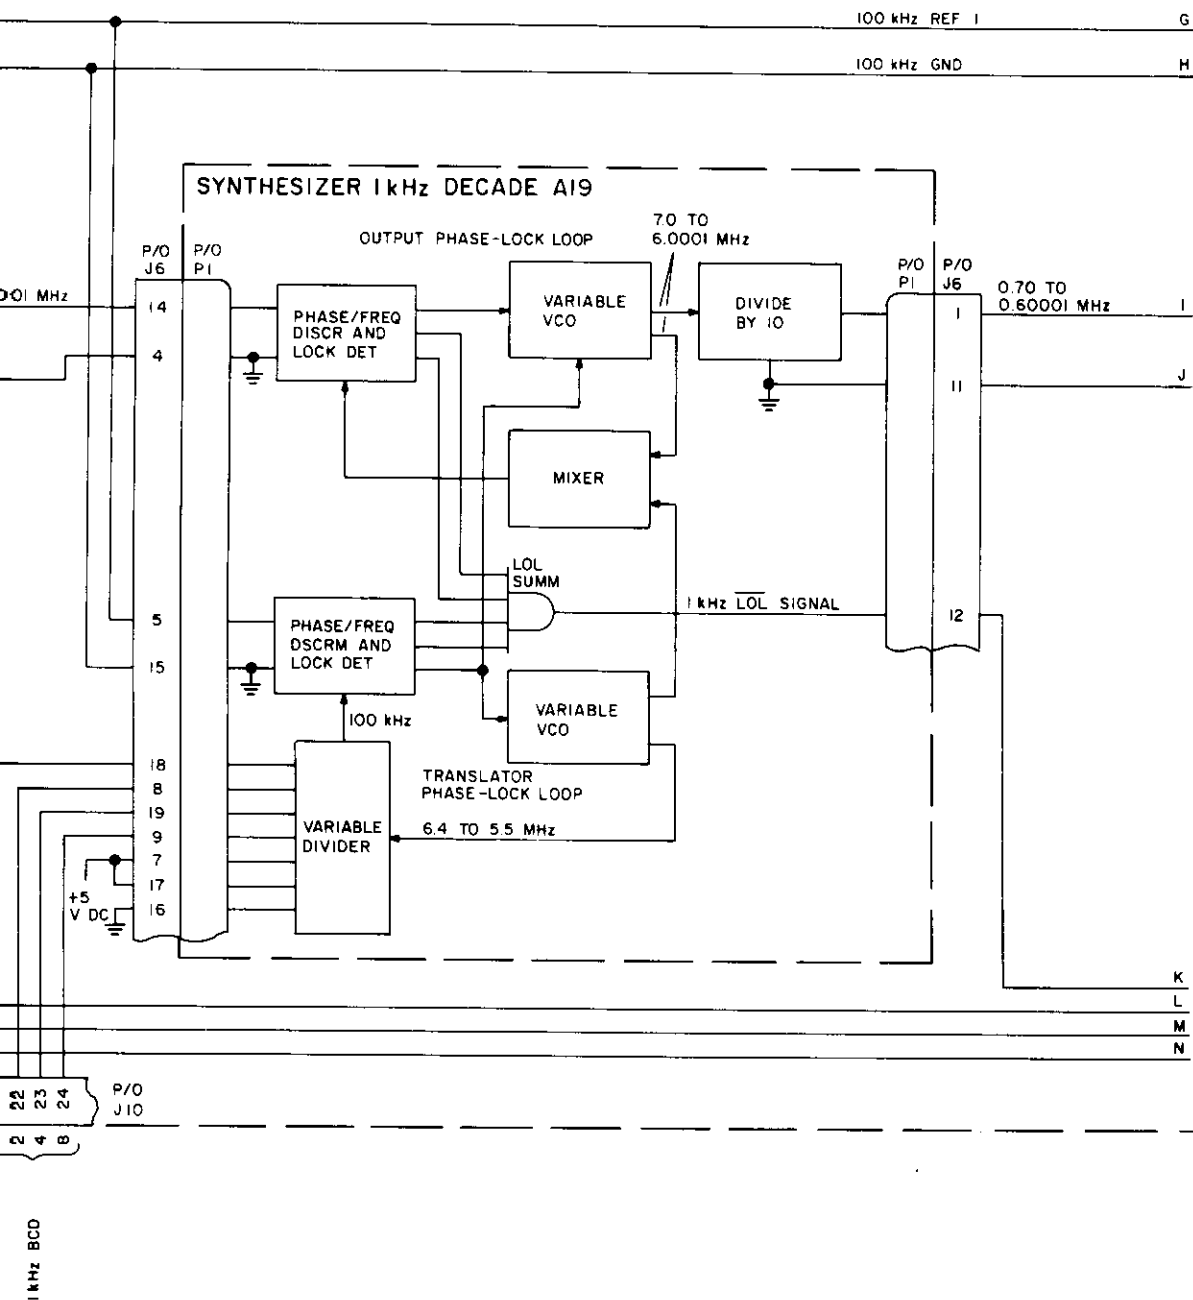 100 kHz REF 1 G
100 kHz GND H
SYNTHESIZER 1kHz DECADE A19
OUTPUT PHASE-LOCK LOOP
7.0 TO
6.0001 MHz
P/O P/O
J6 P1
MHz
14
4
PHASE/FREQ
DISCR AND
LOCK DET
VARIABLE
VCO
DIVIDE
BY 10
P/O P/O
P1 J6
1
11
0.70 TO
0.60001 MHz I
J
MIXER
LOL
SUMM
1 kHz LOL SIGNAL
12
5
15
PHASE/FREQ
DSCRM AND
LOCK DET
100 kHz
VARIABLE
VCO
TRANSLATOR
PHASE-LOCK LOOP
6.4 TO 5.5 MHz
VARIABLE
DIVIDER
18
8
19
9
7
17
16
+5
V DC
K
L
M
N
22 23 24
P/O
J10
2 4 8
1 kHz BCD